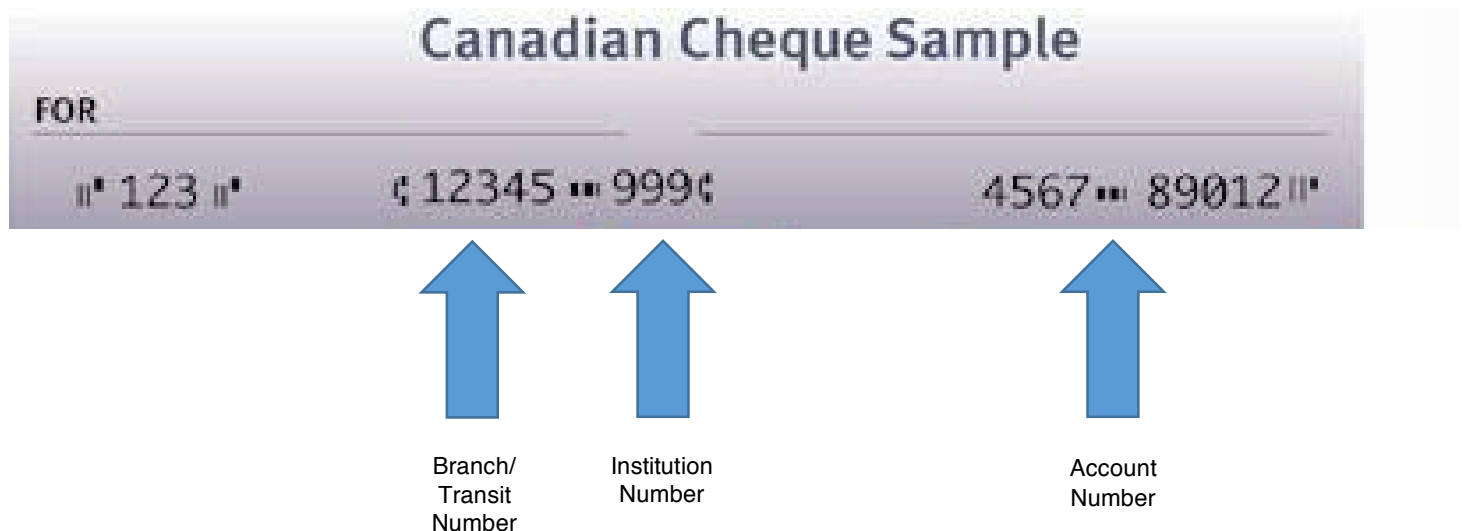 Canadian Cheque Sample
FOR
⑈ 123 ⑈ ⑆ 12345 ⑉ 999⑆ 4567⑉ 89012⑈
Branch/ Institution Account
Transit Number Number
Number